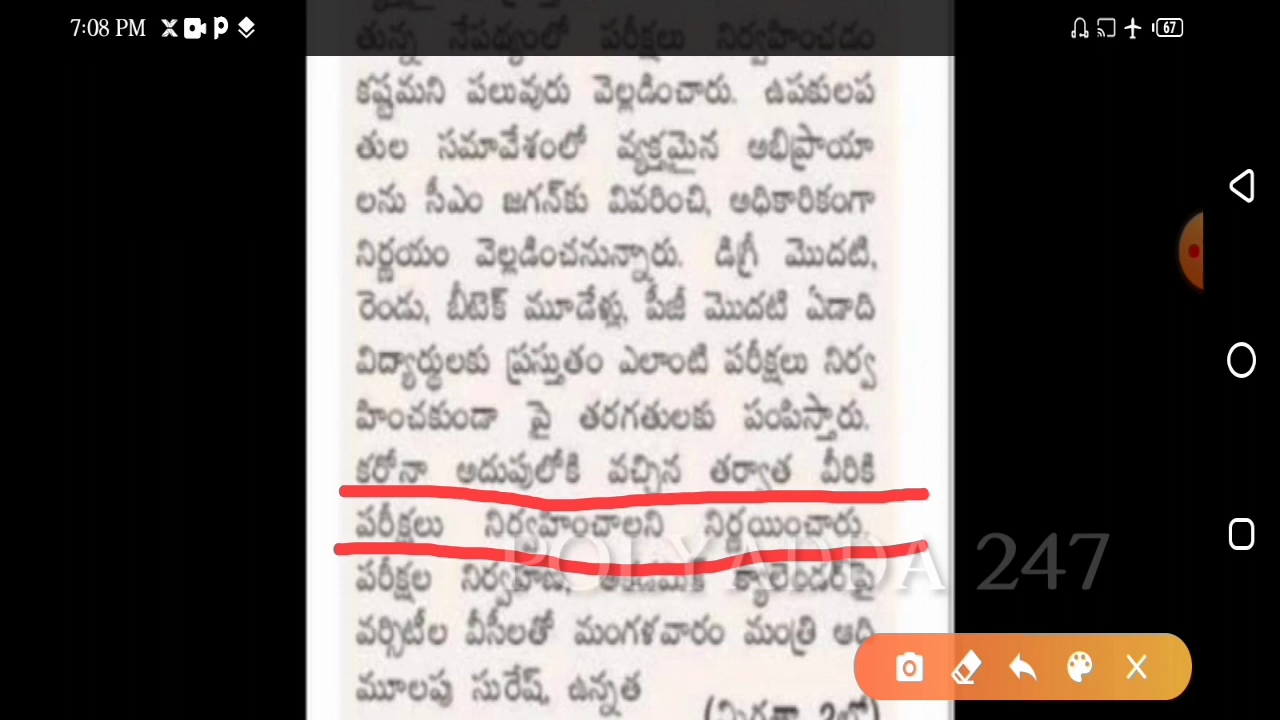 7:08 PM
67
తున్న నేపథ్యంలో పరీక్షలు నిర్వహించడం
కష్టమని పలువురు వెల్లడించారు. ఉపకులప
తుల సమావేశంలో వ్యక్తమైన అభిప్రాయా
లను సీఎం జగన్‌కు వివరించి, అధికారికంగా
నిర్ణయం వెల్లడించనున్నారు. డిగ్రీ మొదటి,
రెండు, బీటెక్ మూడేళ్లు, పీజీ మొదటి ఏడాది
విద్యార్థులకు ప్రస్తుతం ఎలాంటి పరీక్షలు నిర్వ
హించకుండా పై తరగతులకు పంపిస్తారు.
కరోనా అదుపులోకి వచ్చిన తర్వాత వీరికి
పరీక్షలు నిర్వహించాలని నిర్ణయించారు.
POLYADDA 247
పరీక్షల నిర్వహణ, అకడమిక్ క్యాలెండర్‌పై
వర్సిటీల వీసీలతో మంగళవారం మంత్రి ఆది
మూలపు సురేష్, ఉన్నత
(మిగతా 2లో)